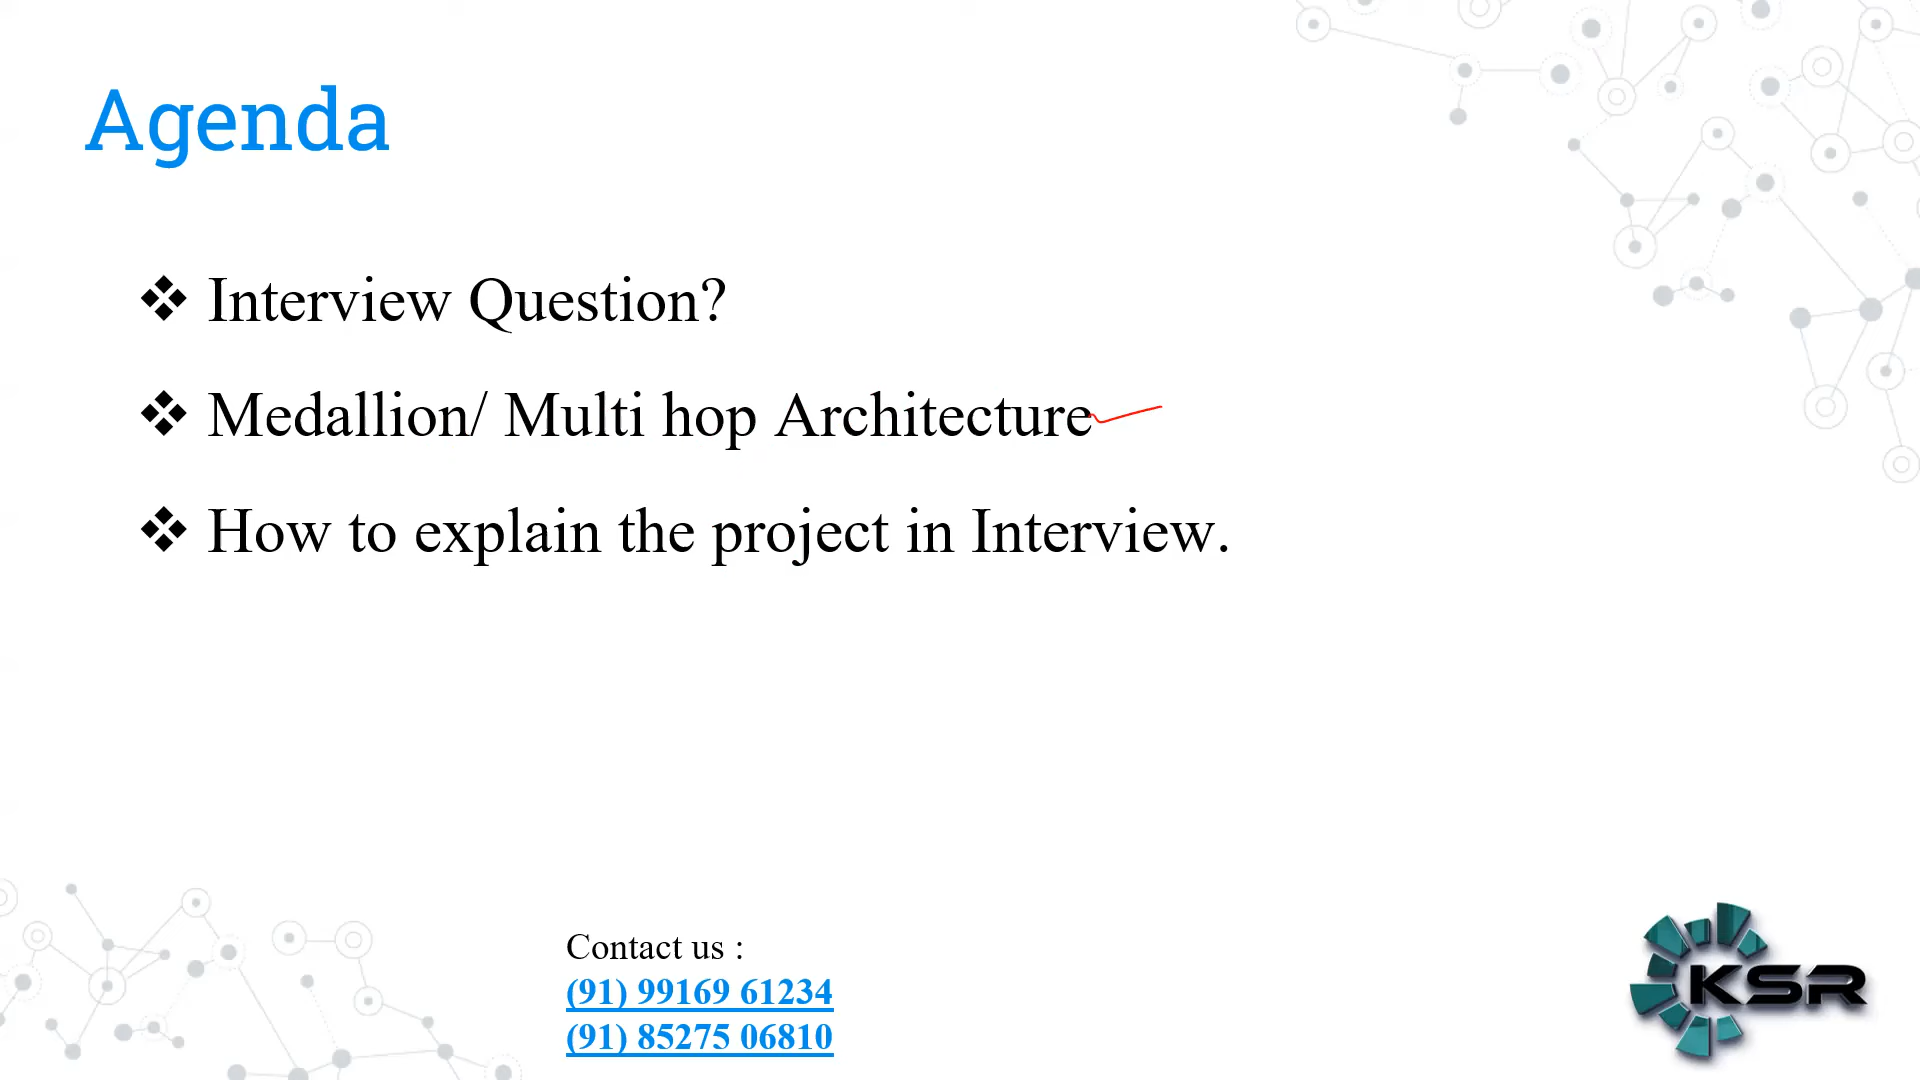 Agenda
❖ Interview Question?
❖ Medallion/ Multi hop Architecture
❖ How to explain the project in Interview.
Contact us :
(91) 99169 61234
(91) 85275 06810
KSR